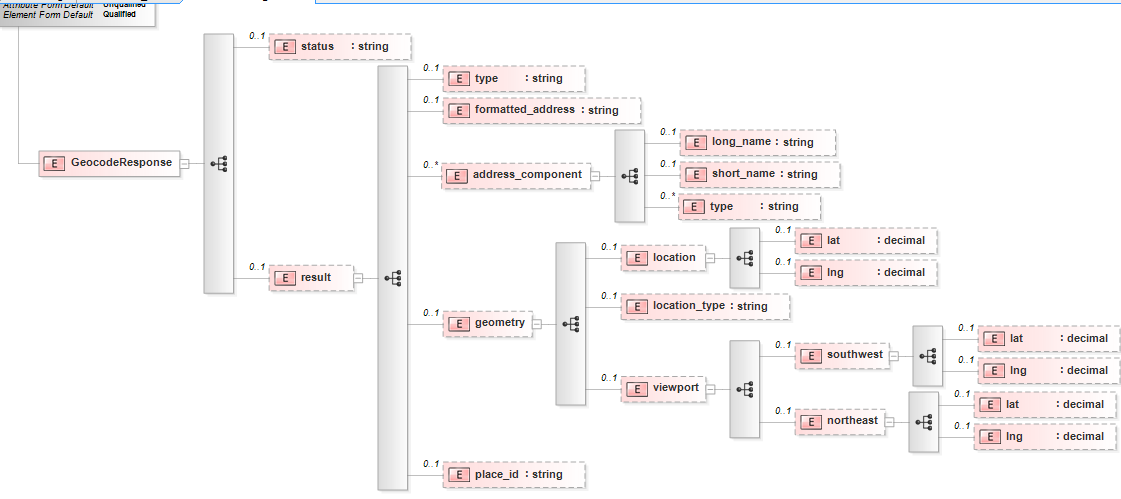 Attribute Form Default Unqualified
Element Form Default Qualified
0..1 E status : string
0..1 E type : string
0..1 E formatted_address : string
0..1 E long_name : string
E GeocodeResponse
0..* E address_component
0..1 E short_name : string
0..* E type : string
0..1 E lat : decimal
0..1 E location
0..1 E lng : decimal
0..1 E result
0..1 E location_type : string
0..1 E geometry
0..1 E lat : decimal
0..1 E southwest
0..1 E lng : decimal
0..1 E viewport
0..1 E lat : decimal
0..1 E northeast
0..1 E lng : decimal
0..1 E place_id : string